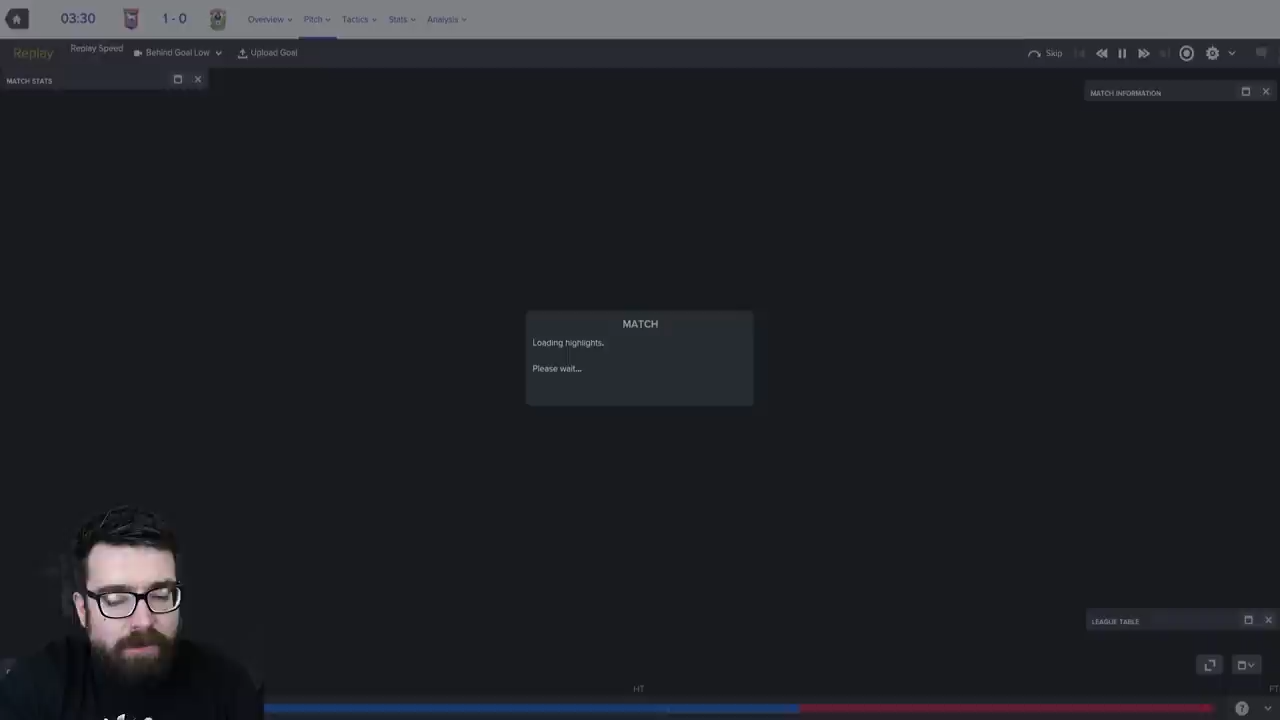 03:30
1 - 0
Overview
Pitch
Tactics
Stats
Analysis
Replay
Replay Speed
Behind Goal Low
Upload Goal
Skip
MATCH STATS
MATCH INFORMATION
MATCH
Loading highlights.
Please wait...
LEAGUE TABLE
HT
FT
?